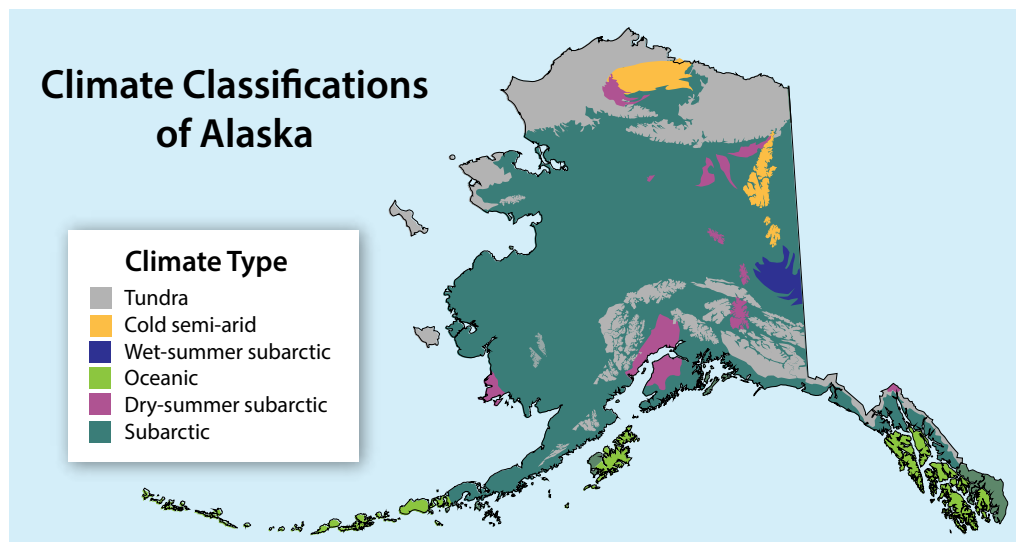 Climate Classifications
of Alaska
Climate Type
Tundra
Cold semi-arid
Wet-summer subarctic
Oceanic
Dry-summer subarctic
Subarctic